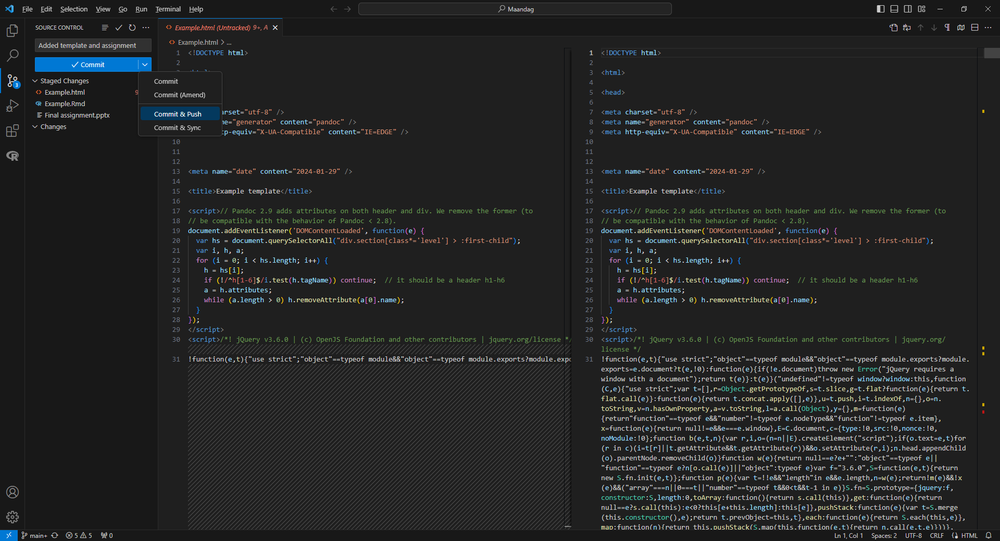 File Edit Selection View Go Run Terminal Help
Maandag
SOURCE CONTROL
Added template and assignment
Commit
Staged Changes
Example.html 9
Example.Rmd
Final assignment.pptx
Changes
3
Commit
Commit (Amend)
Commit & Push
Commit & Sync
Example.html (Untracked) 9+, A
Example.html > ...
1 <!DOCTYPE html>
2
arset="utf-8" />
me="generator" content="pandoc" />
tp-equiv="X-UA-Compatible" content="IE=EDGE" />
10
11
12
13 <meta name="date" content="2024-01-29" />
14
15 <title>Example template</title>
16
17 <script>// Pandoc 2.9 adds attributes on both header and div. We remove the former (to
18 // be compatible with the behavior of Pandoc < 2.8).
19 document.addEventListener('DOMContentLoaded', function(e) {
20 var hs = document.querySelectorAll("div.section[class*='level'] > :first-child");
21 var i, h, a;
22 for (i = 0; i < hs.length; i++) {
23 h = hs[i];
24 if (!/^h[1-6]$/i.test(h.tagName)) continue; // it should be a header h1-h6
25 a = h.attributes;
26 while (a.length > 0) h.removeAttribute(a[0].name);
27 }
28 });
29 </script>
30 <script>/*! jQuery v3.6.0 | (c) OpenJS Foundation and other contributors | jquery.org/license */
31 !function(e,t){"use strict";"object"==typeof module&&"object"==typeof module.exports?module.expo
1 <!DOCTYPE html>
2
3 <html>
4
5 <head>
6
7 <meta charset="utf-8" />
8 <meta name="generator" content="pandoc" />
9 <meta http-equiv="X-UA-Compatible" content="IE=EDGE" />
10
11
12
13 <meta name="date" content="2024-01-29" />
14
15 <title>Example template</title>
16
17 <script>// Pandoc 2.9 adds attributes on both header and div. We remove the former (to
18 // be compatible with the behavior of Pandoc < 2.8).
19 document.addEventListener('DOMContentLoaded', function(e) {
20 var hs = document.querySelectorAll("div.section[class*='level'] > :first-child");
21 var i, h, a;
22 for (i = 0; i < hs.length; i++) {
23 h = hs[i];
24 if (!/^h[1-6]$/i.test(h.tagName)) continue; // it should be a header h1-h6
25 a = h.attributes;
26 while (a.length > 0) h.removeAttribute(a[0].name);
27 }
28 });
29 </script>
30 <script>/*! jQuery v3.6.0 | (c) OpenJS Foundation and other contributors | jquery.org/
license */
31 !function(e,t){"use strict";"object"==typeof module&&"object"==typeof module.exports?module.
exports=e.document?t(e,!0):function(e){if(!e.document)throw new Error("jQuery requires a
window with a document");return t(e)}:t(e)}("undefined"!=typeof window?window:this,function
(C,e){"use strict";var t=[],r=Object.getPrototypeOf,s=t.slice,g=t.flat?function(e){return t.
flat.call(e)}:function(e){return t.concat.apply([],e)},u=t.push,i=t.indexOf,n={},o=n.
toString,v=n.hasOwnProperty,a=v.toString,l=a.call(Object),y={},m=function(e)
{return"function"==typeof e&&"number"!=typeof e.nodeType&&"function"!=typeof e.item},
x=function(e){return null!=e&&e===e.window},E=C.document,c={type:!0,src:!0,nonce:!0,
noModule:!0};function b(e,t,n){var r,i,o=(n=n||E).createElement("script");if(o.text=e,t)for
(r in c)(i=t[r]||t.getAttribute&&t.getAttribute(r))&&o.setAttribute(r,i);n.head.appendChild
(o).parentNode.removeChild(o)}function w(e){return null==e?e+"":"object"==typeof e||
"function"==typeof e?n[o.call(e)]||"object":typeof e}var f="3.6.0",S=function(e,t){return
new S.fn.init(e,t)};function p(e){var t=!!e&&"length"in e&&e.length,n=w(e);return!m(e)&&!x
(e)&&("array"===n||0===t||"number"==typeof t&&0<t&&t-1 in e)}S.fn=S.prototype={jquery:f,
constructor:S,length:0,toArray:function(){return s.call(this)},get:function(e){return
null==e?s.call(this):e<0?this[e+this.length]:this[e]},pushStack:function(e){var t=S.merge
(this.constructor(),e);return t.prevObject=this,t},each:function(e){return S.each(this,e)},
map:function(n){return this.pushStack(S.map(this,function(e,t){return n.call(e,t,e)}))},
main+ 5 5 0
Ln 1, Col 1 Spaces: 2 UTF-8 CRLF HTML